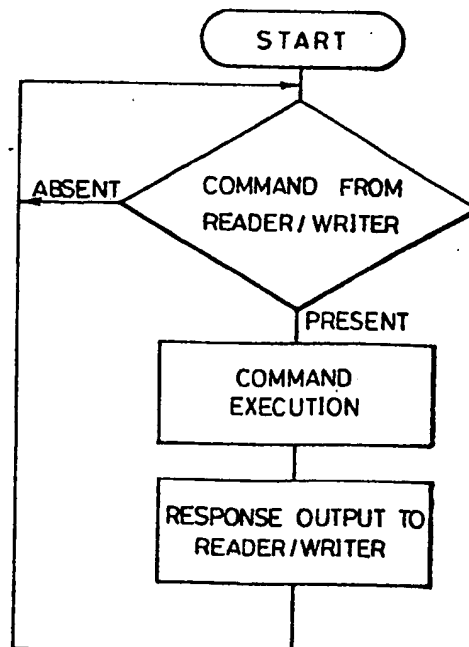 START
ABSENT
COMMAND FROM
READER/WRITER
PRESENT
COMMAND
EXECUTION
RESPONSE OUTPUT TO
READER/WRITER